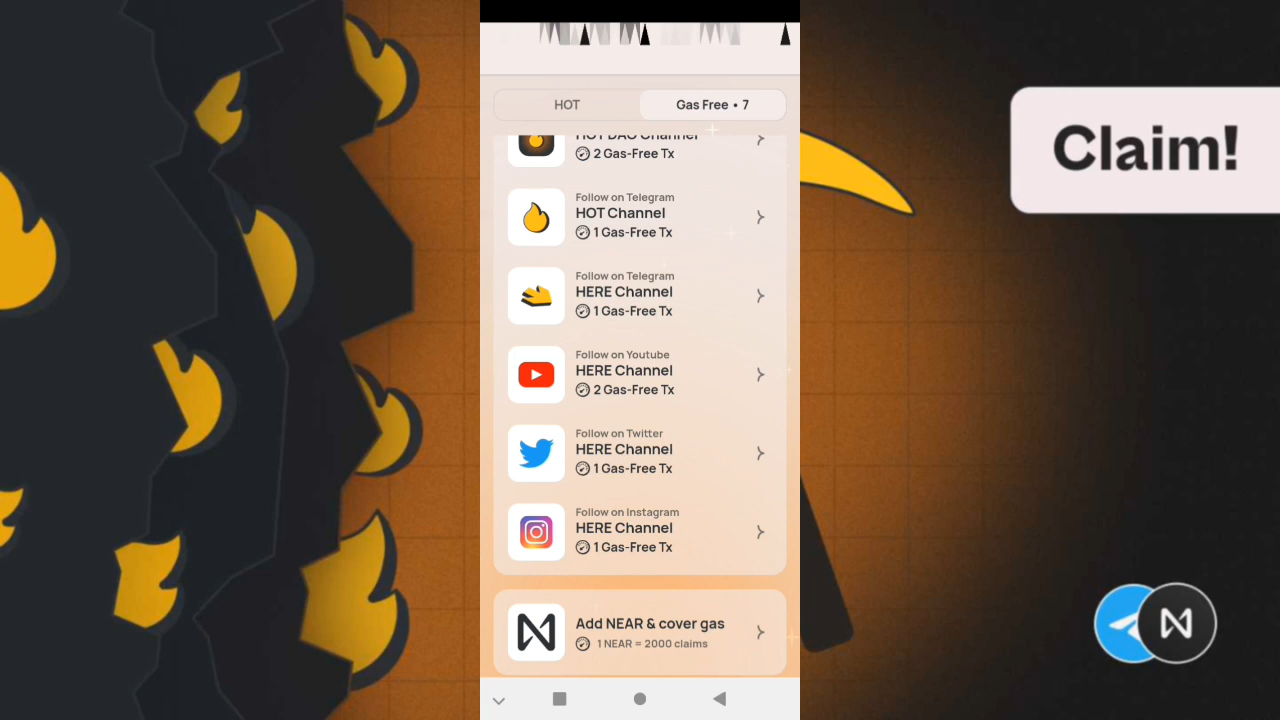 HOT
Gas Free • 7
HOT DAO Channel
2 Gas-Free Tx
Follow on Telegram
HOT Channel
1 Gas-Free Tx
Follow on Telegram
HERE Channel
1 Gas-Free Tx
Follow on Youtube
HERE Channel
2 Gas-Free Tx
Follow on Twitter
HERE Channel
1 Gas-Free Tx
Follow on Instagram
HERE Channel
1 Gas-Free Tx
Add NEAR & cover gas
1 NEAR = 2000 claims
Claim!